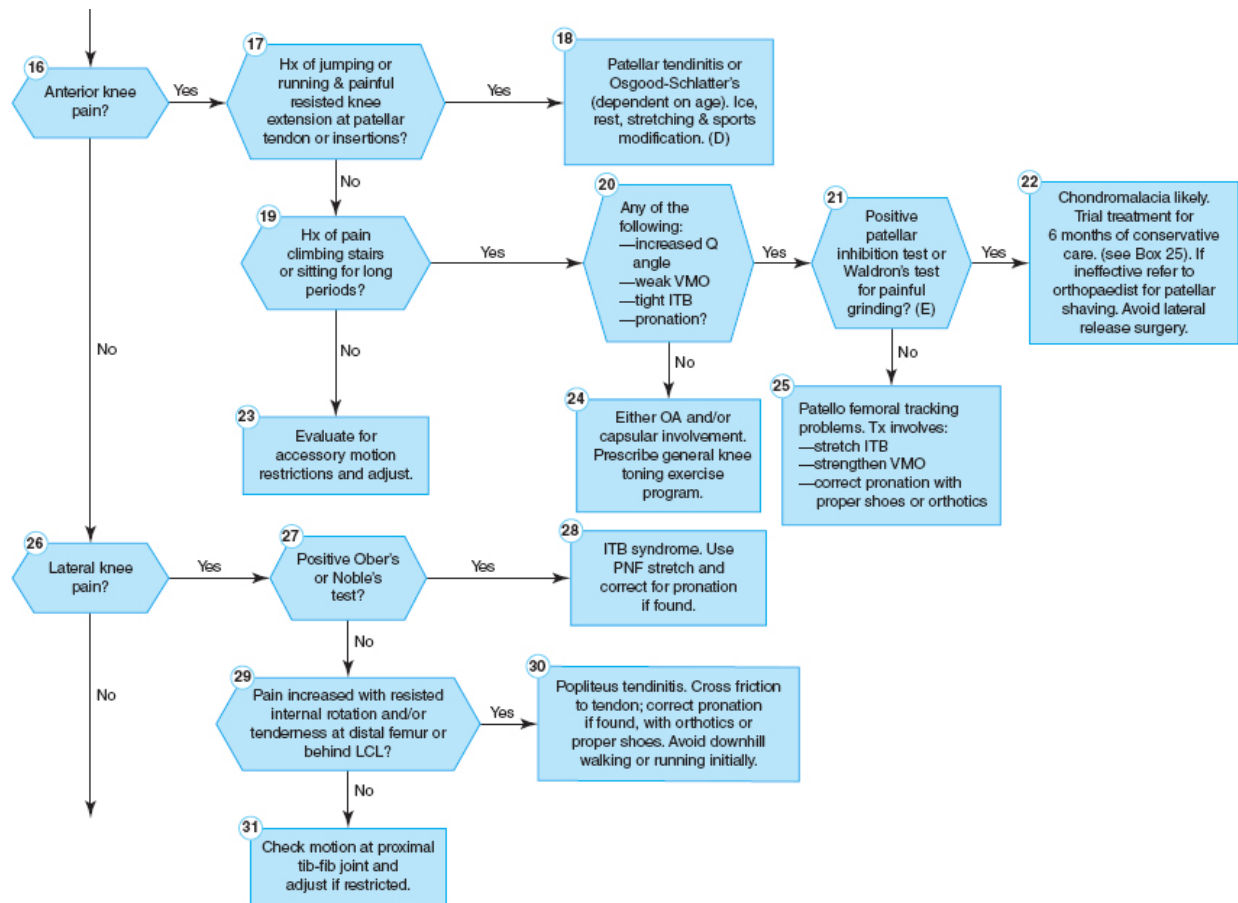 16
Anterior knee
pain?
Yes
17
Hx of jumping or
running & painful
resisted knee
extension at patellar
tendon or insertions?
Yes
18
Patellar tendinitis or
Osgood-Schlatter's
(dependent on age). Ice,
rest, stretching & sports
modification. (D)
No
19
Hx of pain
climbing stairs
or sitting for long
periods?
Yes
20
Any of the
following:
—increased Q
angle
—weak VMO
—tight ITB
—pronation?
Yes
21
Positive
patellar
inhibition test or
Waldron's test
for painful
grinding? (E)
Yes
22
Chondromalacia likely.
Trial treatment for
6 months of conservative
care. (see Box 25). If
ineffective refer to
orthopaedist for patellar
shaving. Avoid lateral
release surgery.
No
No
No
No
23
Evaluate for
accessory motion
restrictions and adjust.
24
Either OA and/or
capsular involvement.
Prescribe general knee
toning exercise
program.
25
Patello femoral tracking
problems. Tx involves:
—stretch ITB
—strengthen VMO
—correct pronation with
proper shoes or orthotics
26
Lateral knee
pain?
Yes
27
Positive Ober's
or Noble's
test?
Yes
28
ITB syndrome. Use
PNF stretch and
correct for pronation
if found.
No
No
29
Pain increased with resisted
internal rotation and/or
tenderness at distal femur or
behind LCL?
Yes
30
Popliteus tendinitis. Cross friction
to tendon; correct pronation
if found, with orthotics or
proper shoes. Avoid downhill
walking or running initially.
No
31
Check motion at proximal
tib-fib joint and
adjust if restricted.